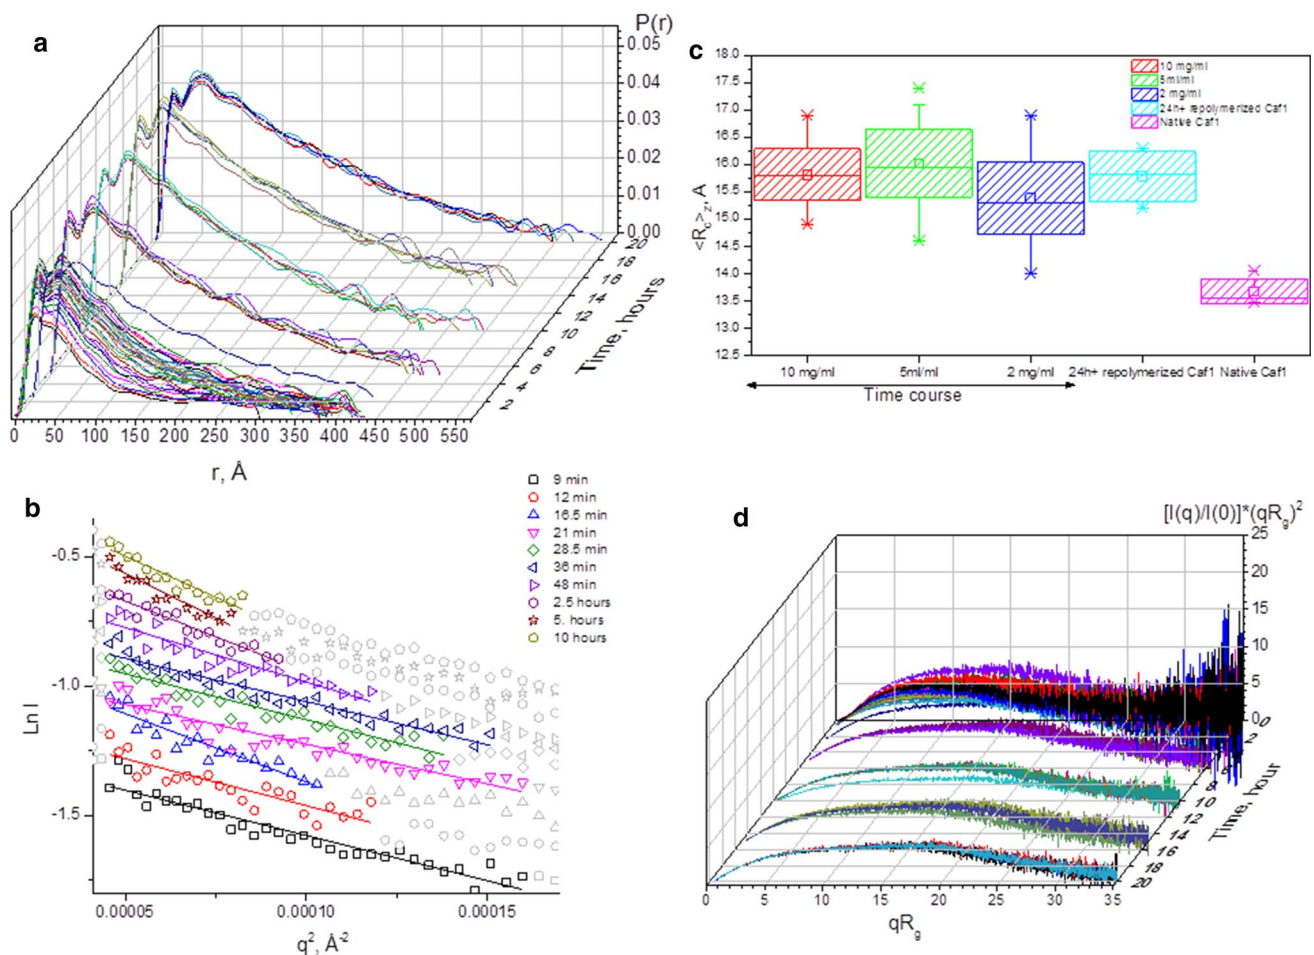 a
P(r)
0.05
0.04
0.03
0.02
0.01
0.00
20
18
16
14
12
10
8
6
4
2
Time, hours
0 50 100 150 200 250 300 350 400 450 500 550
r, Å
c
18.0
17.5
17.0
16.5
16.0
15.5
15.0
14.5
14.0
13.5
13.0
12.5
<Rc>z, A
10 mg/ml
5ml/ml
2 mg/ml
24h+ repolymerized Caf1
Native Caf1
10 mg/ml 5ml/ml 2 mg/ml 24h+ repolymerized Caf1 Native Caf1
Time course
b
9 min
12 min
16.5 min
21 min
28.5 min
36 min
48 min
2.5 hours
5. hours
10 hours
-0.5
-1.0
-1.5
Ln I
0.00005 0.00010 0.00015
q², Å⁻²
d
[I(q)/I(0)]*(qRg)²
25
20
15
10
5
0
0
2
8
10
12
14
16
18
20
Time, hour
0 5 10 15 20 25 30 35
qRg